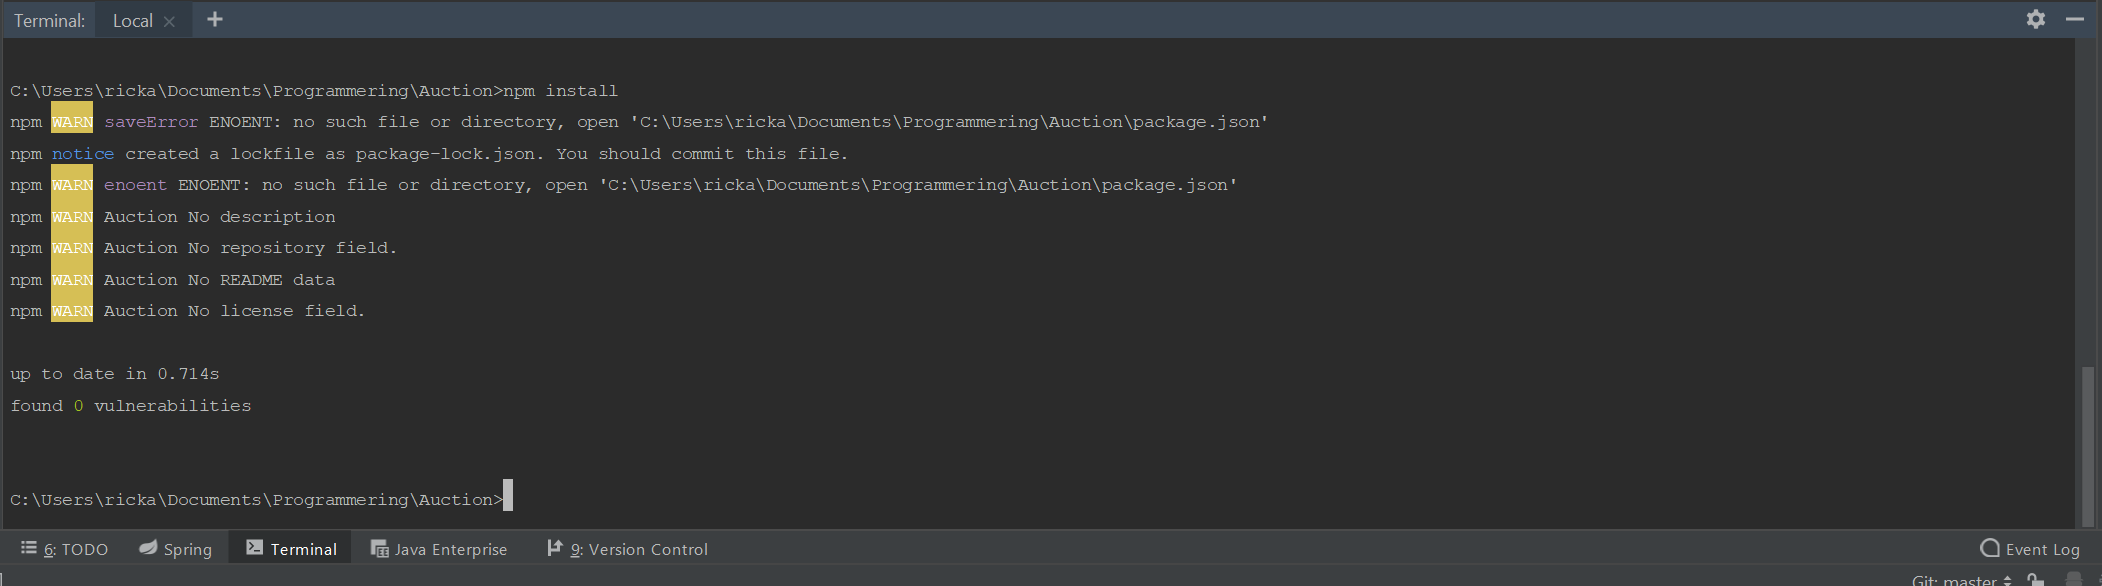 Terminal: Local × +
C:\Users\ricka\Documents\Programmering\Auction>npm install
npm WARN saveError ENOENT: no such file or directory, open 'C:\Users\ricka\Documents\Programmering\Auction\package.json'
npm notice created a lockfile as package-lock.json. You should commit this file.
npm WARN enoent ENOENT: no such file or directory, open 'C:\Users\ricka\Documents\Programmering\Auction\package.json'
npm WARN Auction No description
npm WARN Auction No repository field.
npm WARN Auction No README data
npm WARN Auction No license field.
up to date in 0.714s
found 0 vulnerabilities
C:\Users\ricka\Documents\Programmering\Auction>
6: TODO Spring Terminal Java Enterprise 9: Version Control Event Log
Git: master